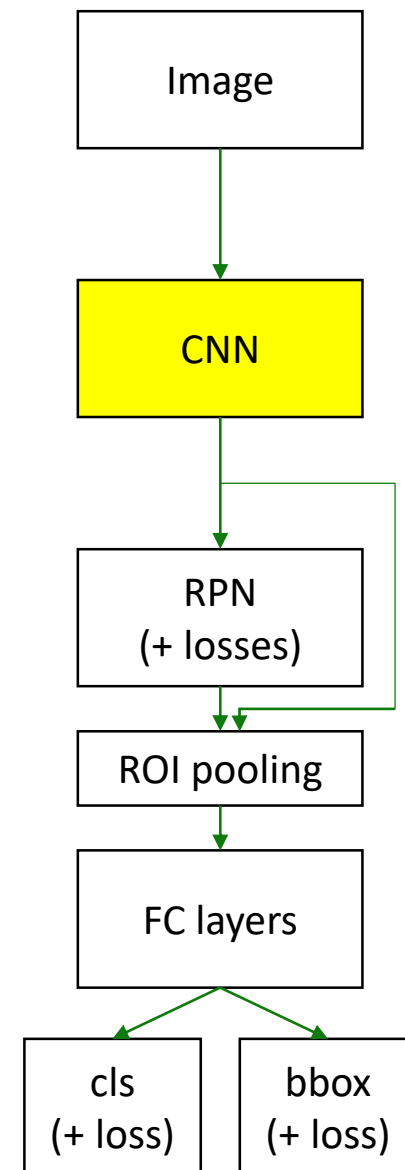 Image
CNN
RPN
(+ losses)
ROI pooling
FC layers
cls
(+ loss)
bbox
(+ loss)